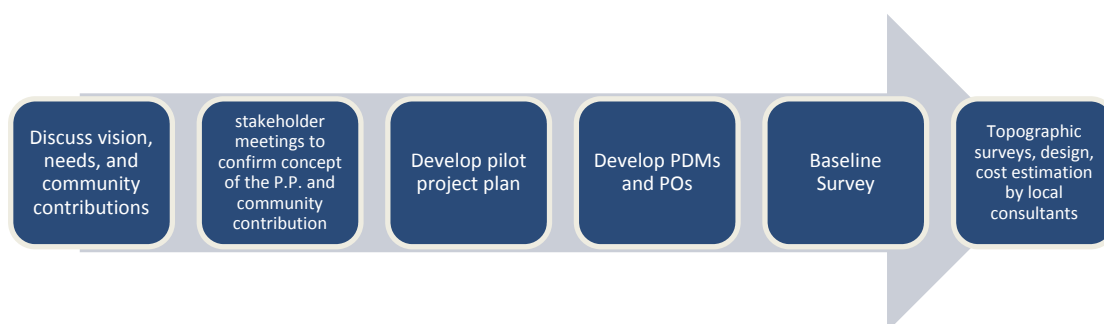 Discuss vision,
needs, and
community
contributions
stakeholder
meetings to
confirm concept
of the P.P. and
community
contribution
Develop pilot
project plan
Develop PDMs
and POs
Baseline
Survey
Topographic
surveys, design,
cost estimation
by local
consultants